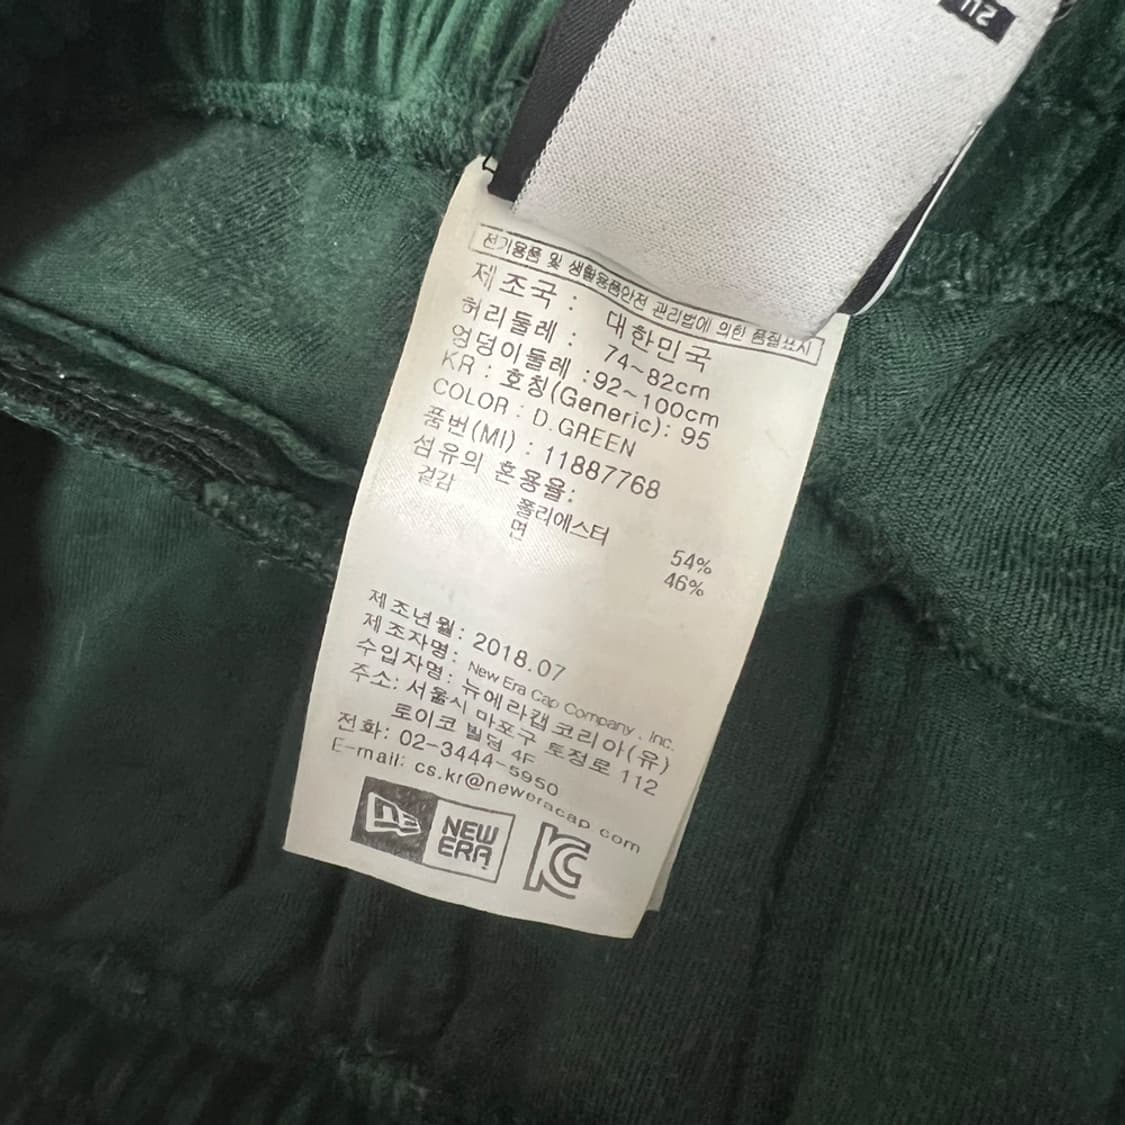 전기용품 및 생활용품안전 관리법에 의한 품질표시
제조국 : 대한민국
허리둘레 : 74~82cm
엉덩이둘레 : 92~100cm
KR : 호칭(Generic): 95
COLOR : D.GREEN
품번(MI) : 11887768
섬유의 혼용율:
겉감 폴리에스터 54%
면 46%
제조년월: 2018.07
제조자명: New Era Cap Company, Inc.
수입자명: 뉴에라캡코리아(유)
주소: 서울시 마포구 토정로 112
로이코 빌딩 4F
전화: 02-3444-5950
E-mail: cs.kr@neweracap.com
NE NEW
ERA
KC